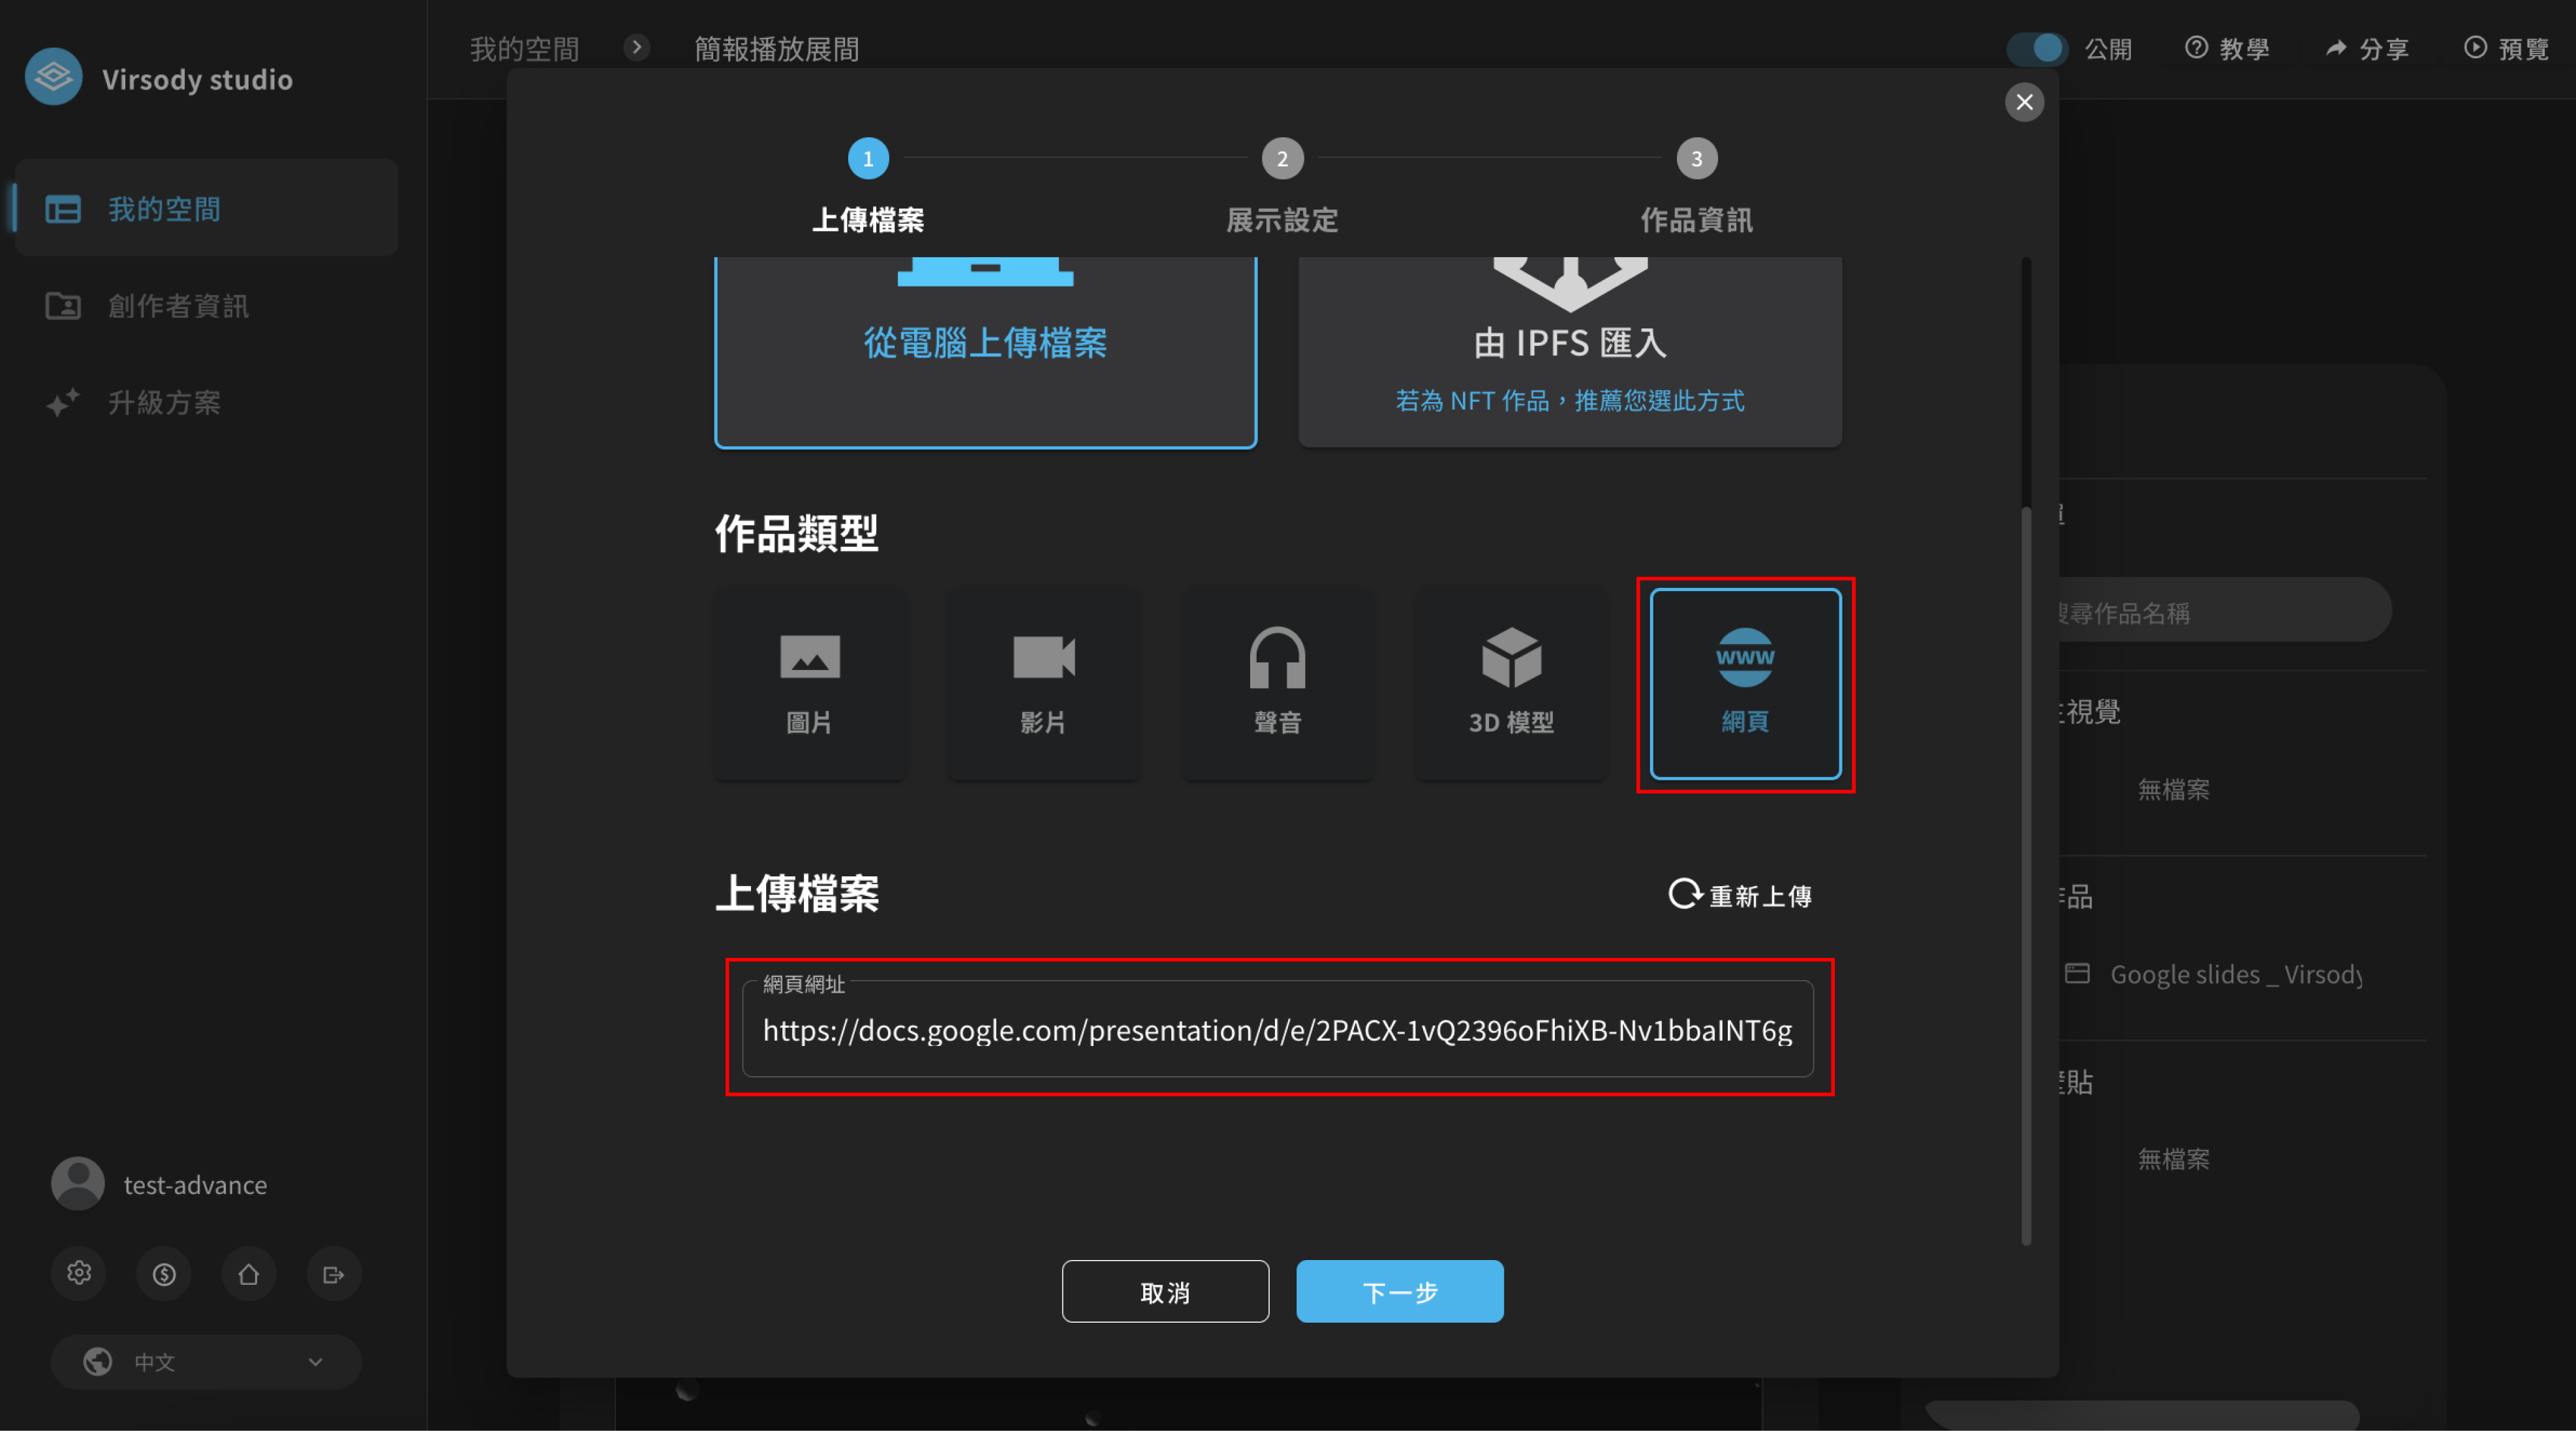 Virsody studio
我的空間
創作者資訊
升級方案
test-advance
中文
我的空間
簡報播放展間
公開
教學
分享
預覽
1
上傳檔案
2
展示設定
3
作品資訊
從電腦上傳檔案
由 IPFS 匯入
若為 NFT 作品，推薦您選此方式
作品類型
圖片
影片
聲音
3D 模型
www
網頁
上傳檔案
重新上傳
網頁網址
https://docs.google.com/presentation/d/e/2PACX-1vQ2396oFhiXB-Nv1bbaINT6g
取消
下一步
尋作品名稱
視覺
無檔案
品
Google slides _ Virsody
貼
無檔案